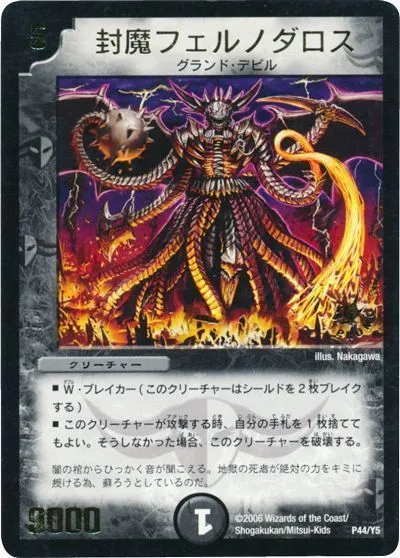 5
封魔フェルノダロス
グランド・デビル
illus. Nakagawa
クリーチャー
■ W・ブレイカー(このクリーチャーはシールドを2枚ブレイク
する)
■ このクリーチャーが攻撃する時、自分の手札を1枚捨てて
もよい。そうしなかった場合、このクリーチャーを破壊する。
闇の棺からひっかく音が聞こえる。地獄の死蟲が絶対の力をキミに
授ける為、蘇ろうとしているのだ。
9000
1
©2006 Wizards of the Coast/
Shogakukan/Mitsui-Kids
P44/Y5